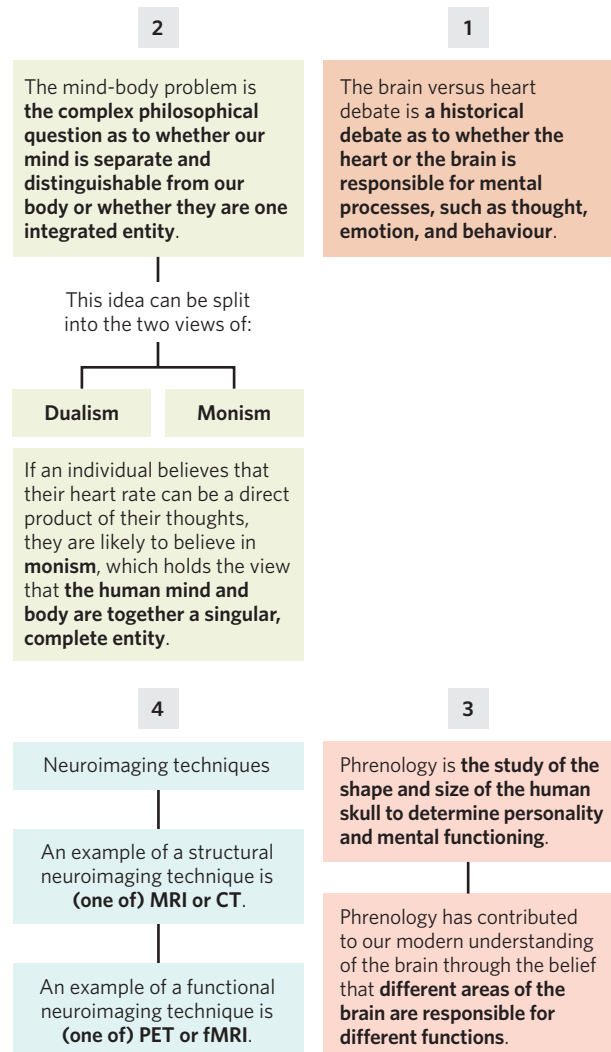 2
The mind-body problem is
the complex philosophical
question as to whether our
mind is separate and
distinguishable from our
body or whether they are one
integrated entity.
This idea can be split
into the two views of:
Dualism
Monism
If an individual believes that
their heart rate can be a direct
product of their thoughts,
they are likely to believe in
monism, which holds the view
that the human mind and
body are together a singular,
complete entity.
1
The brain versus heart
debate is a historical
debate as to whether the
heart or the brain is
responsible for mental
processes, such as thought,
emotion, and behaviour.
4
Neuroimaging techniques
An example of a structural
neuroimaging technique is
(one of) MRI or CT.
An example of a functional
neuroimaging technique is
(one of) PET or fMRI.
3
Phrenology is the study of the
shape and size of the human
skull to determine personality
and mental functioning.
Phrenology has contributed
to our modern understanding
of the brain through the belief
that different areas of the
brain are responsible for
different functions.